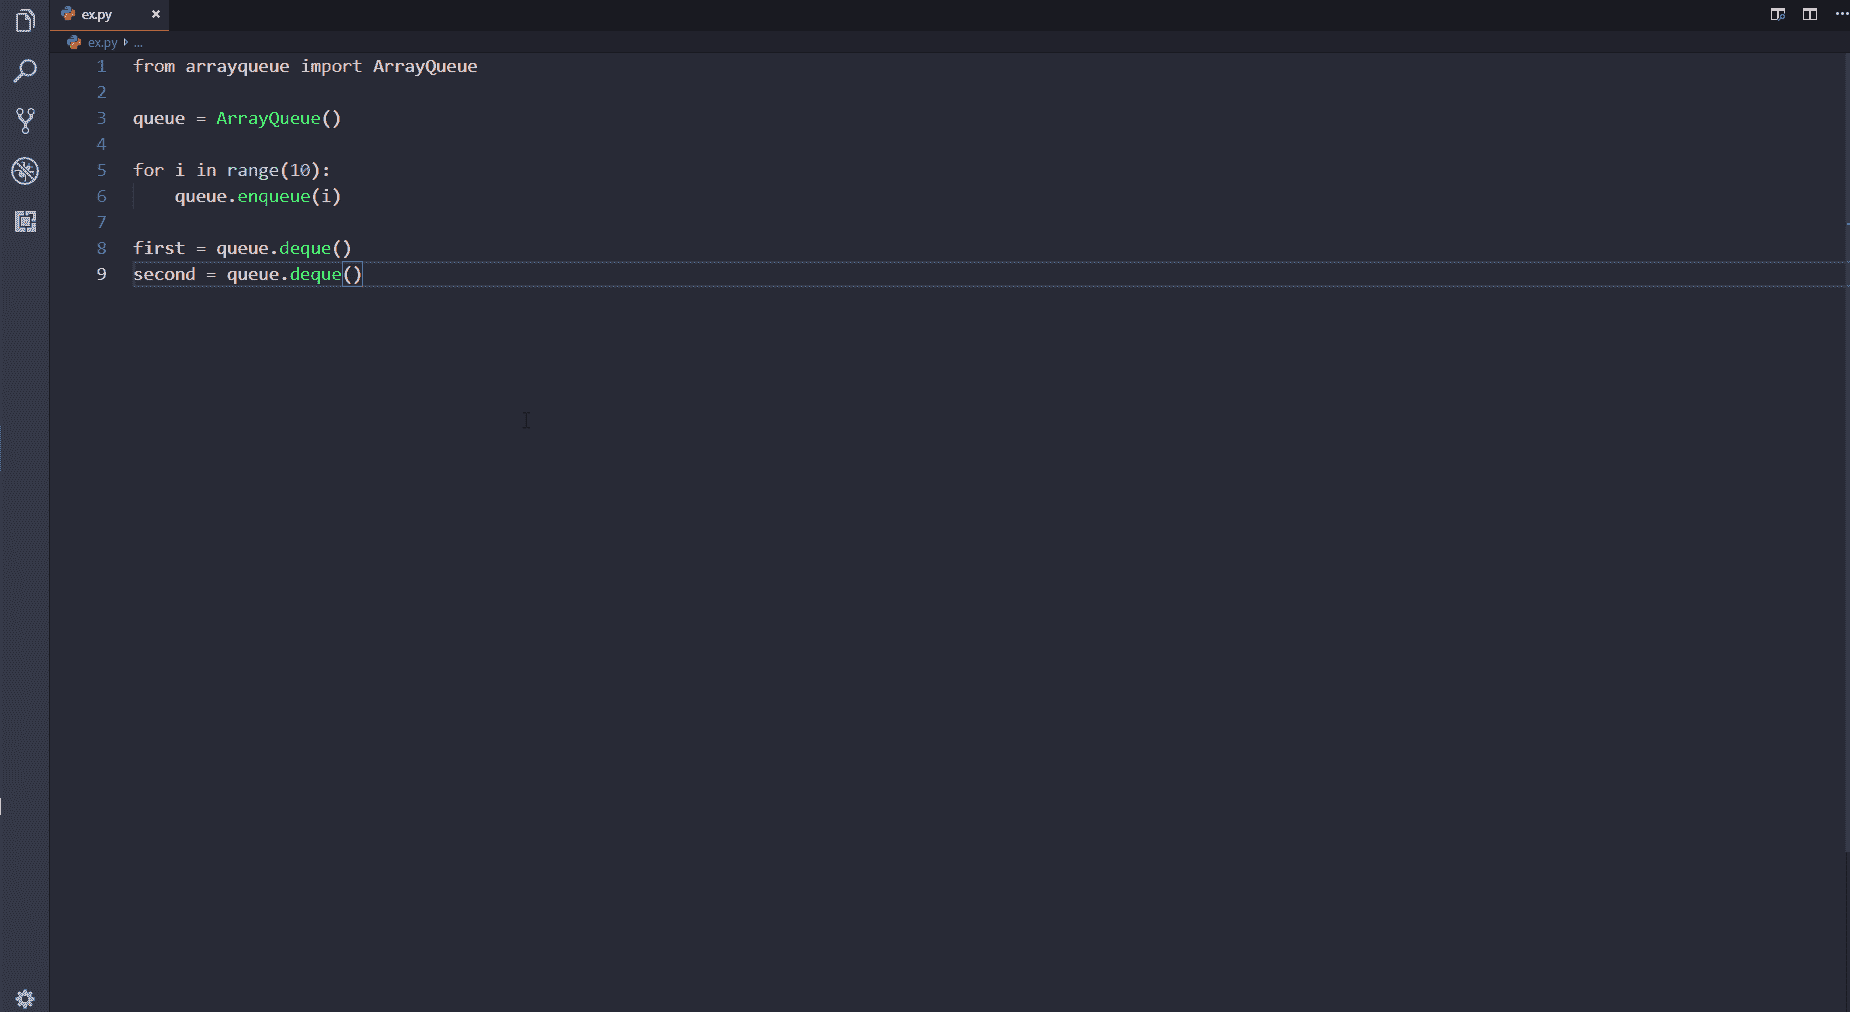 ex.py ×
ex.py ...
1 from arrayqueue import ArrayQueue
2
3 queue = ArrayQueue()
4
5 for i in range(10):
6     queue.enqueue(i)
7
8 first = queue.deque()
9 second = queue.deque()